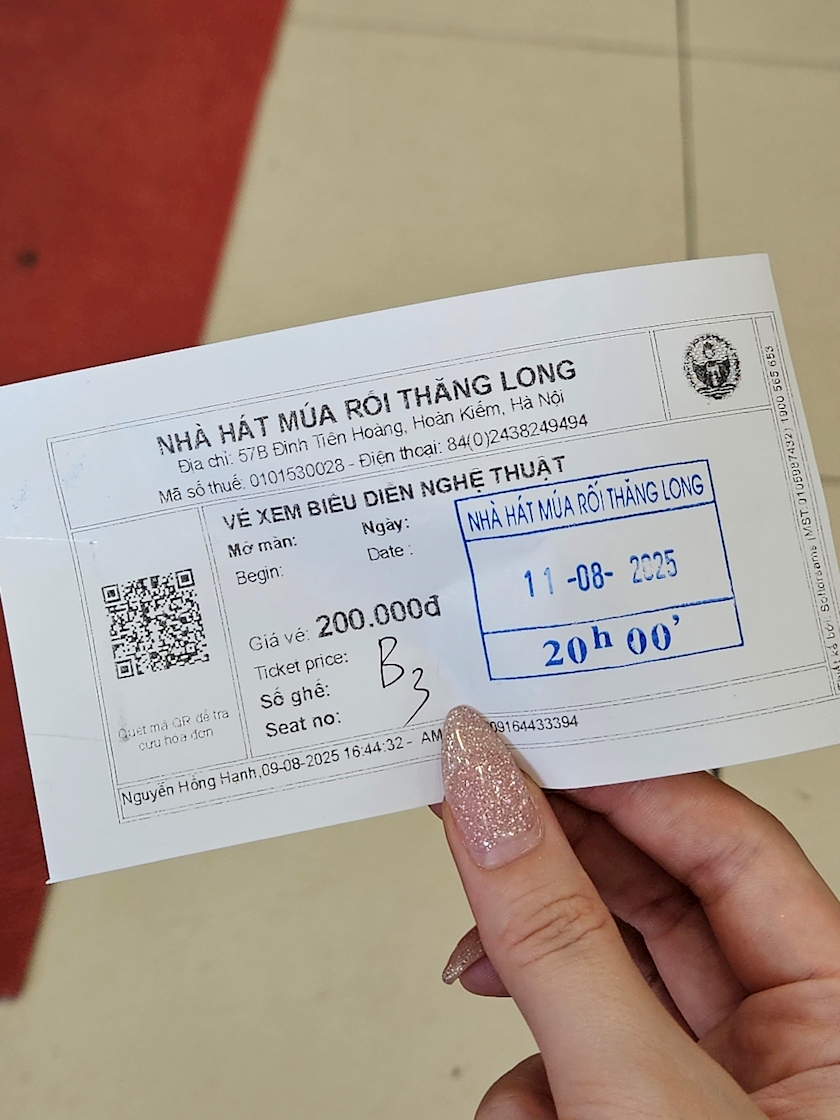 NHÀ HÁT MÚA RỐI THĂNG LONG
Địa chỉ: 57B Đinh Tiên Hoàng, Hoàn Kiếm, Hà Nội
Mã số thuế: 0101530028 - Điện thoại: 84(0)2438249494
VÉ XEM BIỂU DIỄN NGHỆ THUẬT
Mở màn:
Ngày:
Begin:
Date :
NHÀ HÁT MÚA RỐI THĂNG LONG
11-08-2025
20h 00'
Giá vé: 200.000đ
Ticket price:
Số ghế:
Seat no:
B3
Quét mã QR để tra
cứu hóa đơn
Nguyễn Hồng Hạnh,09-08-2025 16:44:32 - AM
09164433394
(MST:0105987432) 1900 565 653